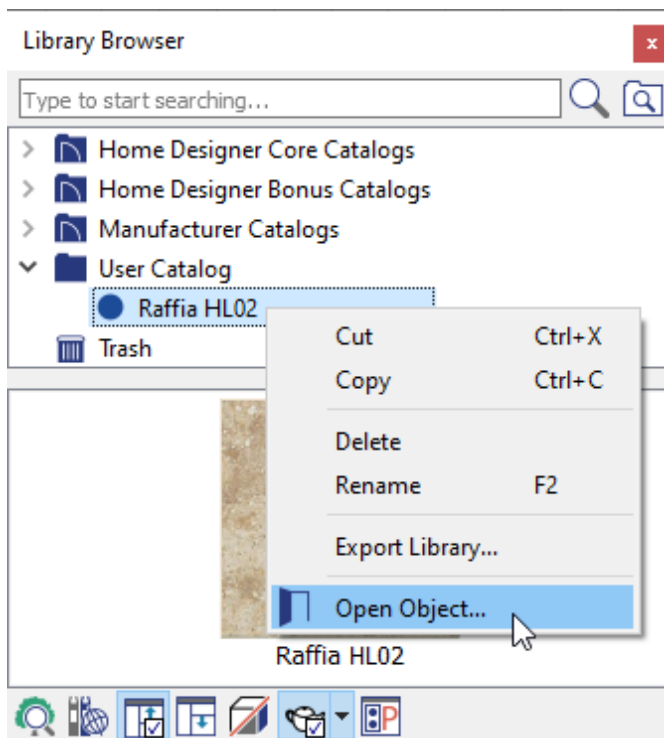 Library Browser
x
Type to start searching...
Home Designer Core Catalogs
Home Designer Bonus Catalogs
Manufacturer Catalogs
User Catalog
Raffia HL02
Trash
Cut Ctrl+X
Copy Ctrl+C
Delete
Rename F2
Export Library...
Open Object...
Raffia HL02
P